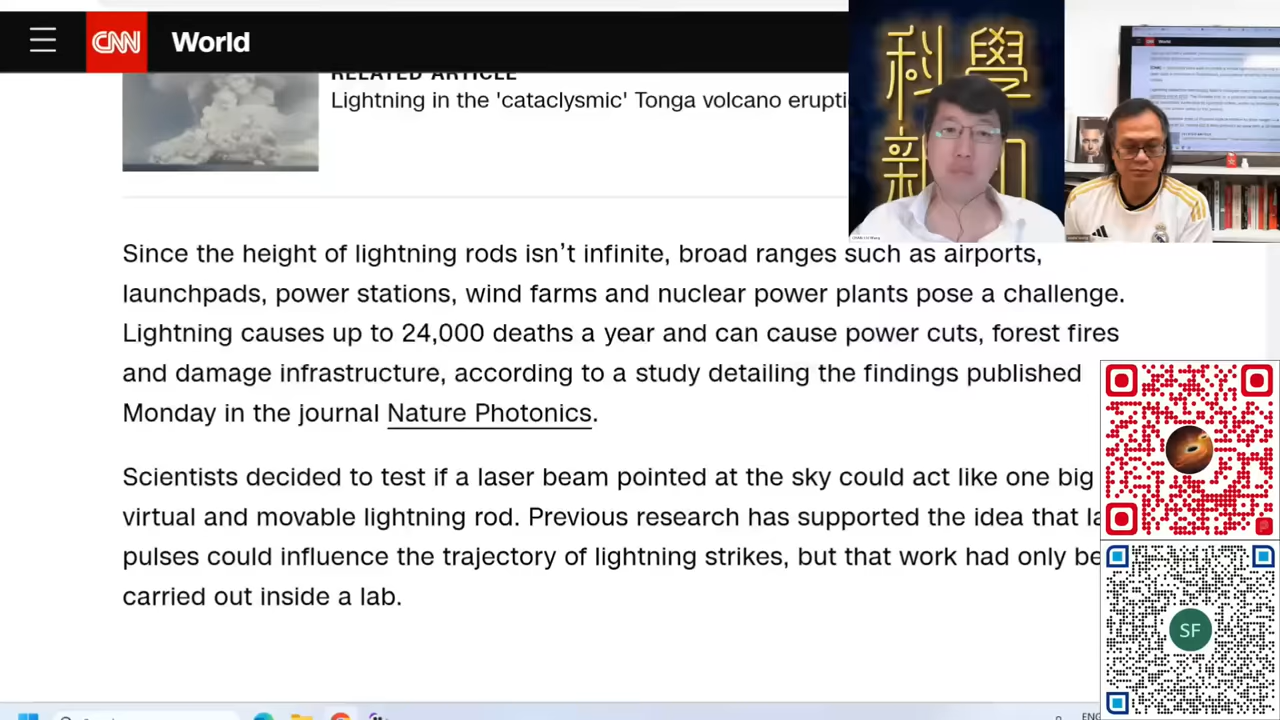 CNN World
RELATED ARTICLE
Lightning in the 'cataclysmic' Tonga volcano erupti
科學
新
Since the height of lightning rods isn’t infinite, broad ranges such as airports,
launchpads, power stations, wind farms and nuclear power plants pose a challenge.
Lightning causes up to 24,000 deaths a year and can cause power cuts, forest fires
and damage infrastructure, according to a study detailing the findings published
Monday in the journal Nature Photonics.
Scientists decided to test if a laser beam pointed at the sky could act like one big
virtual and movable lightning rod. Previous research has supported the idea that la
pulses could influence the trajectory of lightning strikes, but that work had only be
carried out inside a lab.
SF
ENG